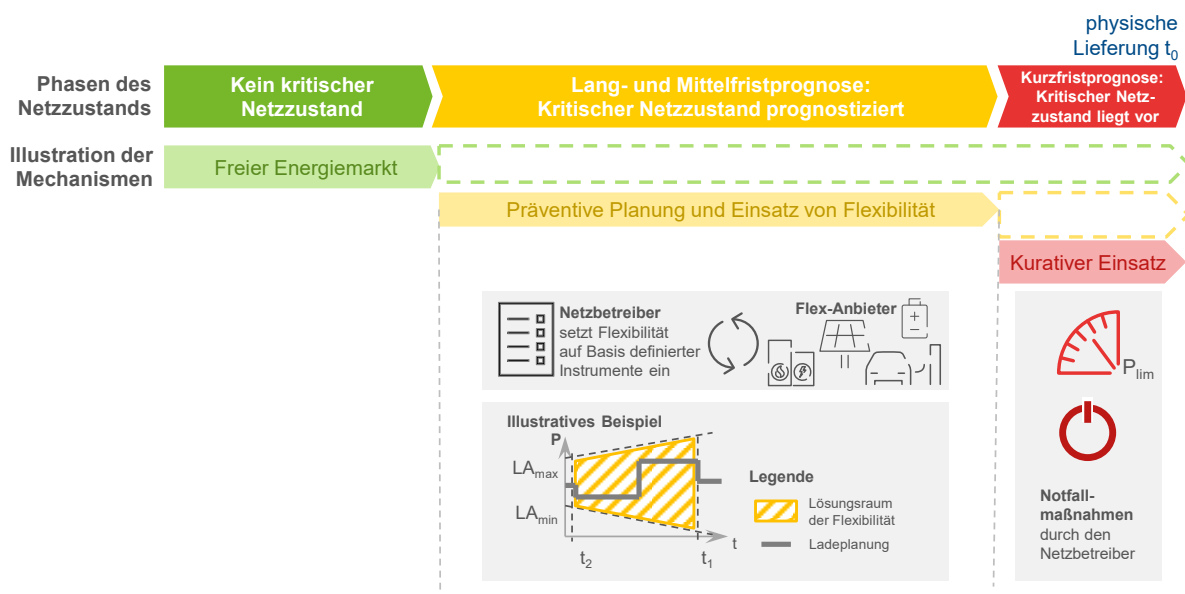 physische
Lieferung t0
Phasen des
Netzzustands
Kein kritischer
Netzzustand
Lang- und Mittelfristprognose:
Kritischer Netzzustand prognostiziert
Kurzfristprognose:
Kritischer Netz-
zustand liegt vor
Illustration der
Mechanismen
Freier Energiemarkt
Präventive Planung und Einsatz von Flexibilität
Kurativer Einsatz
Netzbetreiber
setzt Flexibilität
auf Basis definierter
Instrumente ein
Flex-Anbieter
Plim
Illustratives Beispiel
P
LAmax
LAmin
t2
t1
t
Legende
Lösungsraum
der Flexibilität
Ladeplanung
Notfall-
maßnahmen
durch den
Netzbetreiber